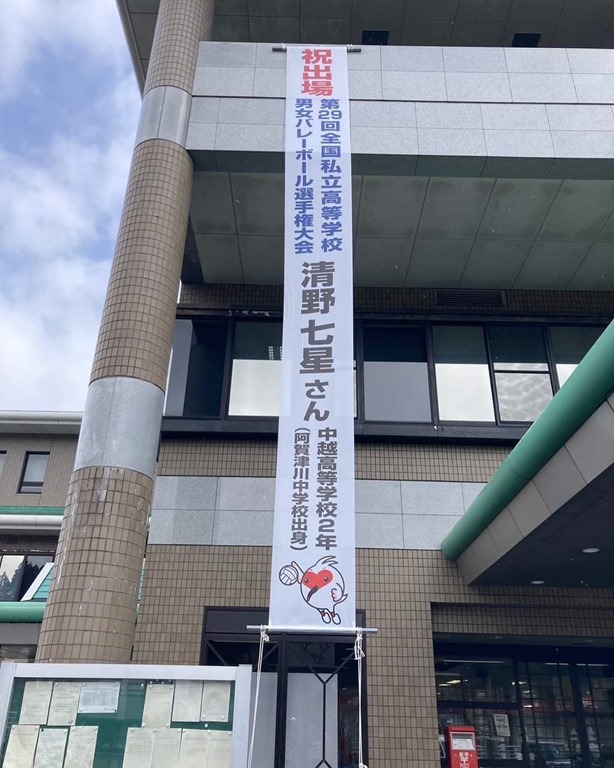 祝出場
第29回全国私立高等学校
男女バレーボール選手権大会
清野七星さん
中越高等学校2年
(阿賀津川中学校出身)